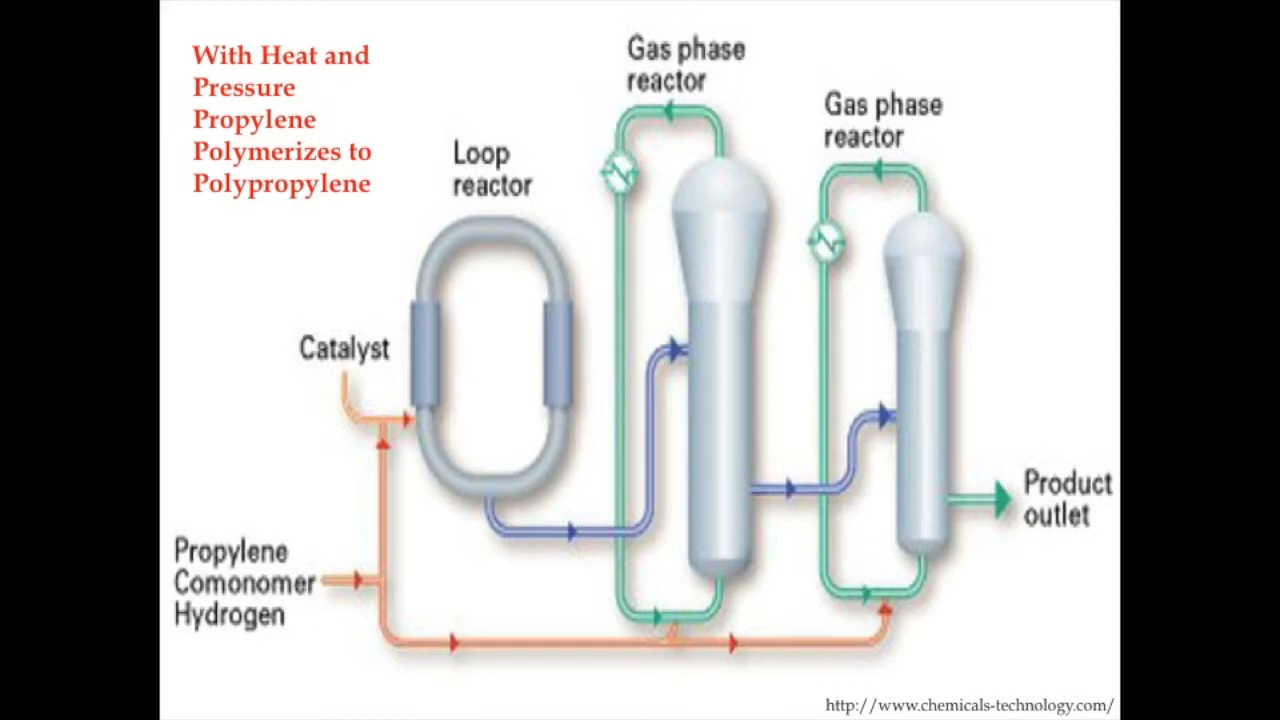 With Heat and
Pressure
Propylene
Polymerizes to
Polypropylene
Gas phase
reactor
Gas phase
reactor
Loop
reactor
Catalyst
Product
outlet
Propylene
Comonomer
Hydrogen
http://www.chemicals-technology.com/